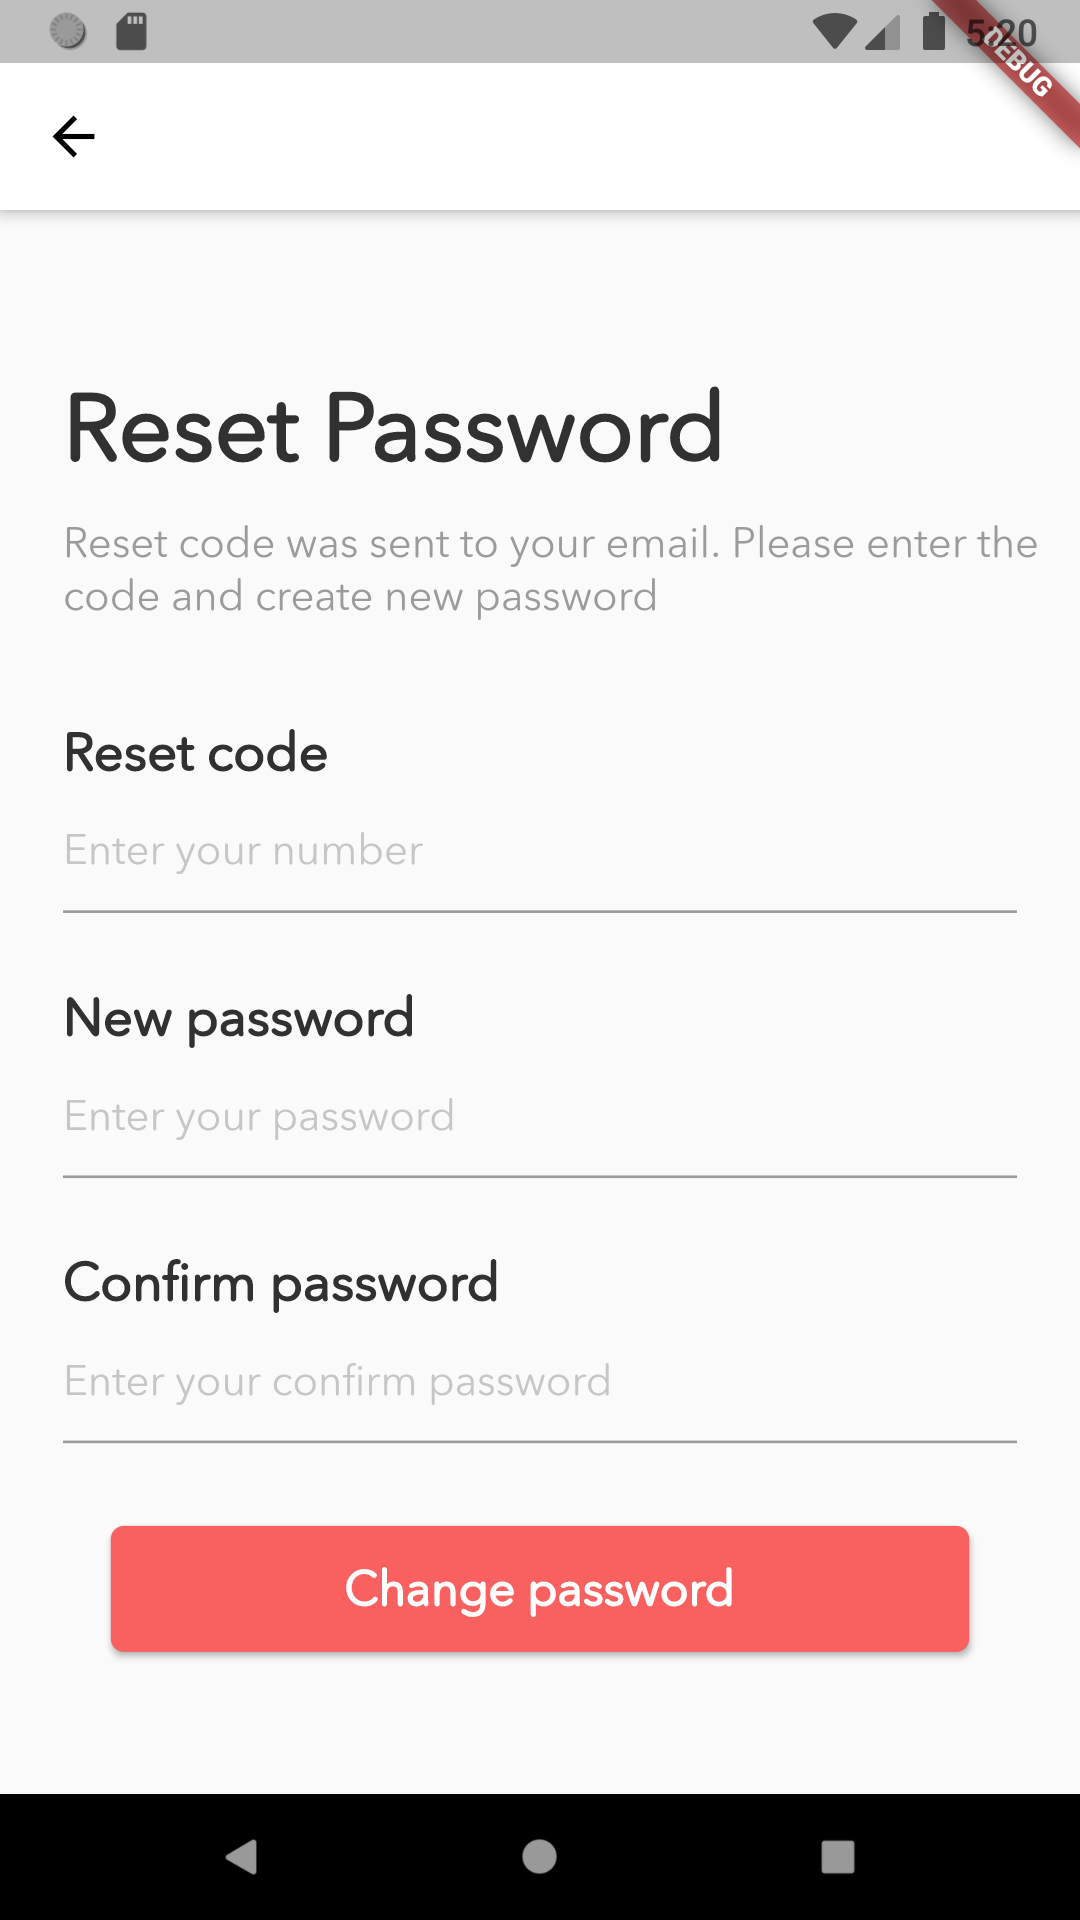 5:20
DEBUG
Reset Password
Reset code was sent to your email. Please enter the
code and create new password
Reset code
Enter your number
New password
Enter your password
Confirm password
Enter your confirm password
Change password